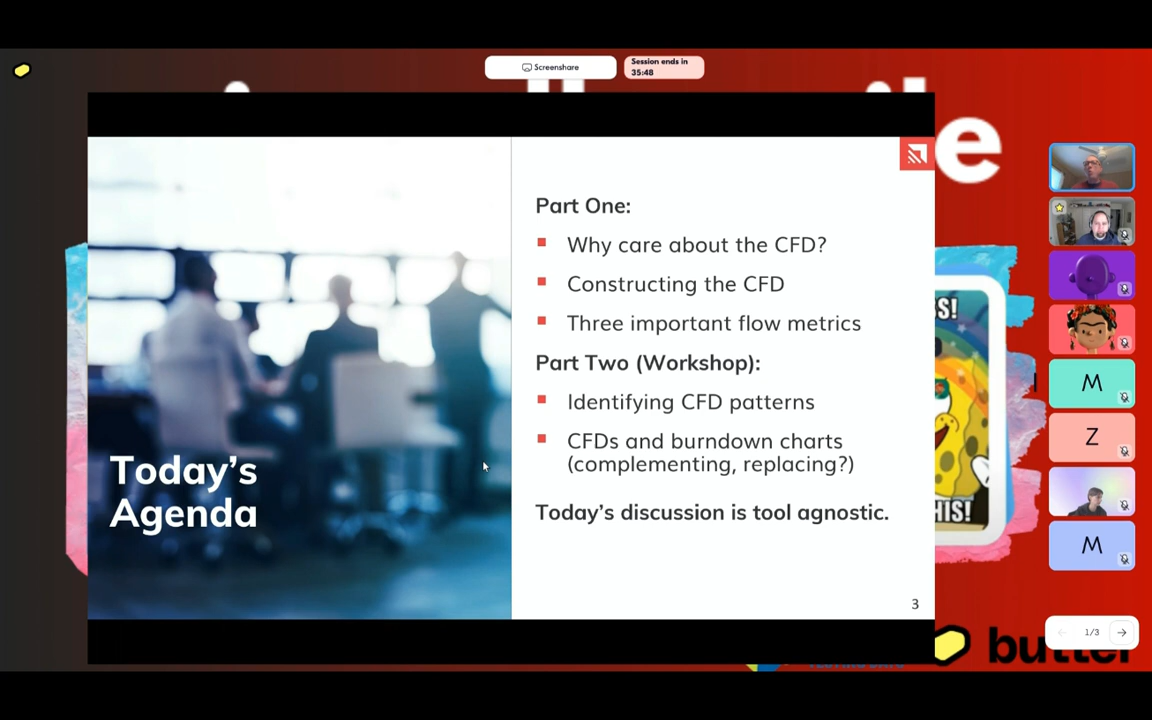 Screenshare
Session ends in
35:48
e
Part One:
Why care about the CFD?
Constructing the CFD
Three important flow metrics
Part Two (Workshop):
Identifying CFD patterns
CFDs and burndown charts
(complementing, replacing?)
Today's discussion is tool agnostic.
Today's
Agenda
3
S!
HIS!
M
Z
M
1/3
butter